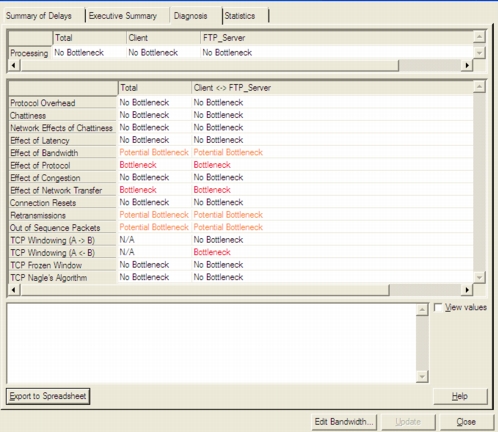 Summary of Delays Executive Summary Diagnosis Statistics
Total Client FTP_Server
Processing No Bottleneck No Bottleneck No Bottleneck
Total Client <-> FTP_Server
Protocol Overhead No Bottleneck No Bottleneck
Chattiness No Bottleneck No Bottleneck
Network Effects of Chattiness No Bottleneck No Bottleneck
Effect of Latency No Bottleneck No Bottleneck
Effect of Bandwidth Potential Bottleneck Potential Bottleneck
Effect of Protocol Bottleneck Bottleneck
Effect of Congestion No Bottleneck No Bottleneck
Effect of Network Transfer Bottleneck Bottleneck
Connection Resets No Bottleneck No Bottleneck
Retransmissions Potential Bottleneck Potential Bottleneck
Out of Sequence Packets Potential Bottleneck Potential Bottleneck
TCP Windowing (A -> B) N/A No Bottleneck
TCP Windowing (A <- B) N/A Bottleneck
TCP Frozen Window No Bottleneck No Bottleneck
TCP Nagle's Algorithm No Bottleneck No Bottleneck
View values
Export to Spreadsheet Help
Edit Bandwidth... Update Close